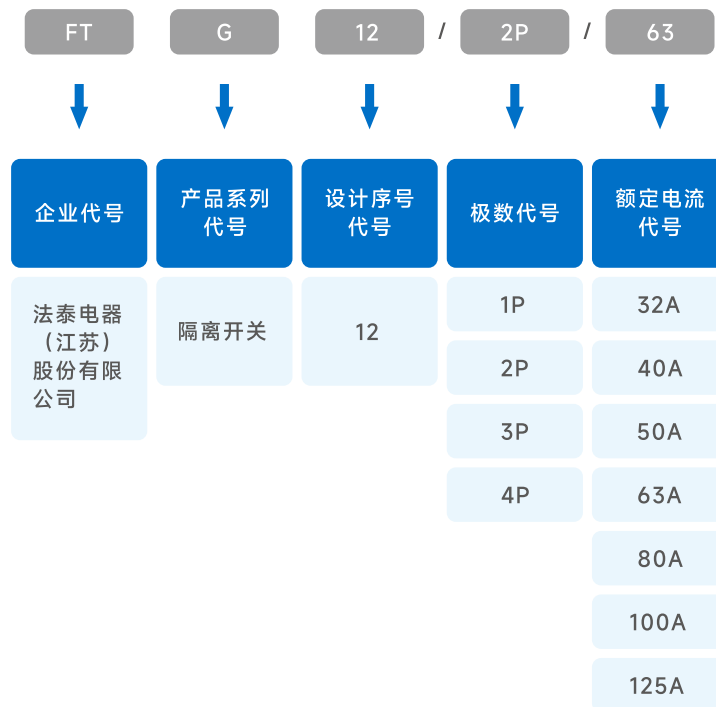 FT G 12 / 2P / 63
企业代号
产品系列
代号
设计序号
代号
极数代号
额定电流
代号
法泰电器
（江苏）
股份有限
公司
隔离开关
12
1P
2P
3P
4P
32A
40A
50A
63A
80A
100A
125A